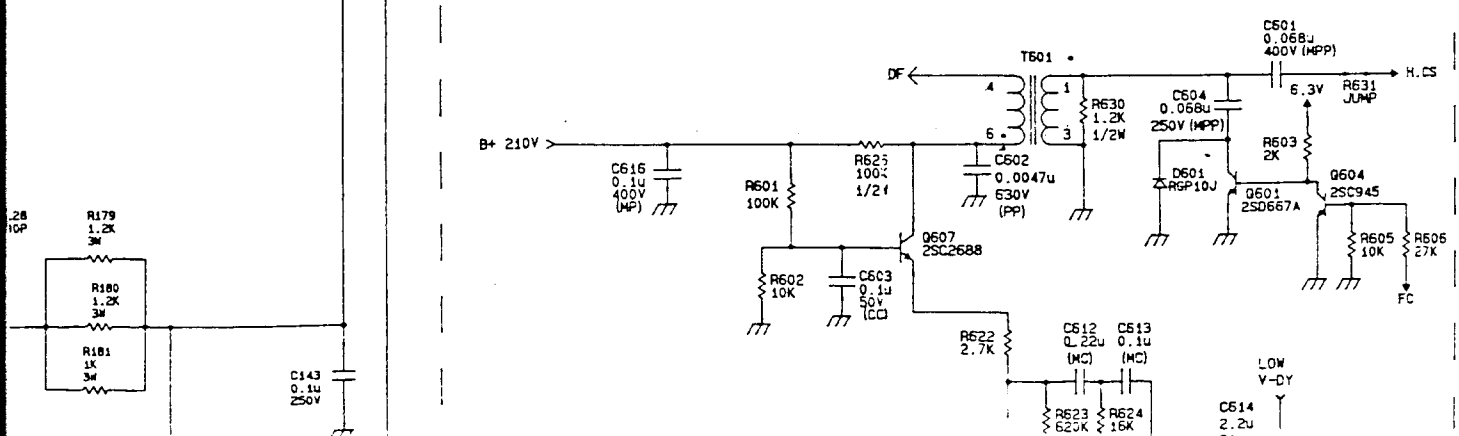 C601
0.068u
400V (MPP)
T601
DF
4
1
6
3
R630
1.2K
1/2W
C604
0.068u
250V (MPP)
6.3V
R631
JUMP
H.CS
R603
2K
B+ 210V
C616
0.1u
400V
(MP)
R601
100K
1/2
C602
0.0047u
630V
(PP)
D601
RGP10J
Q601
2SD667A
Q604
2SC945
R605
10K
R606
27K
FC
R179
1.2K
3W
R180
1.2K
3W
R181
1K
3W
C143
0.1u
250V
R602
10K
C603
0.1u
50V
(CC)
Q607
2SC2688
R622
2.7K
C612
0.22u
(MC)
C613
0.1u
(MC)
R623
R624
16K
LOW
V-DY
C614
2.2u